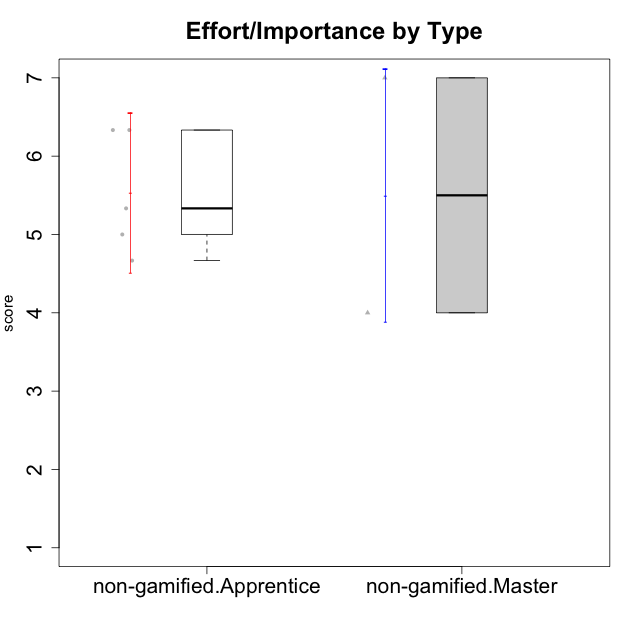 Effort/Importance by Type
7
6
5
4
3
2
1
score
non-gamified.Apprentice
non-gamified.Master